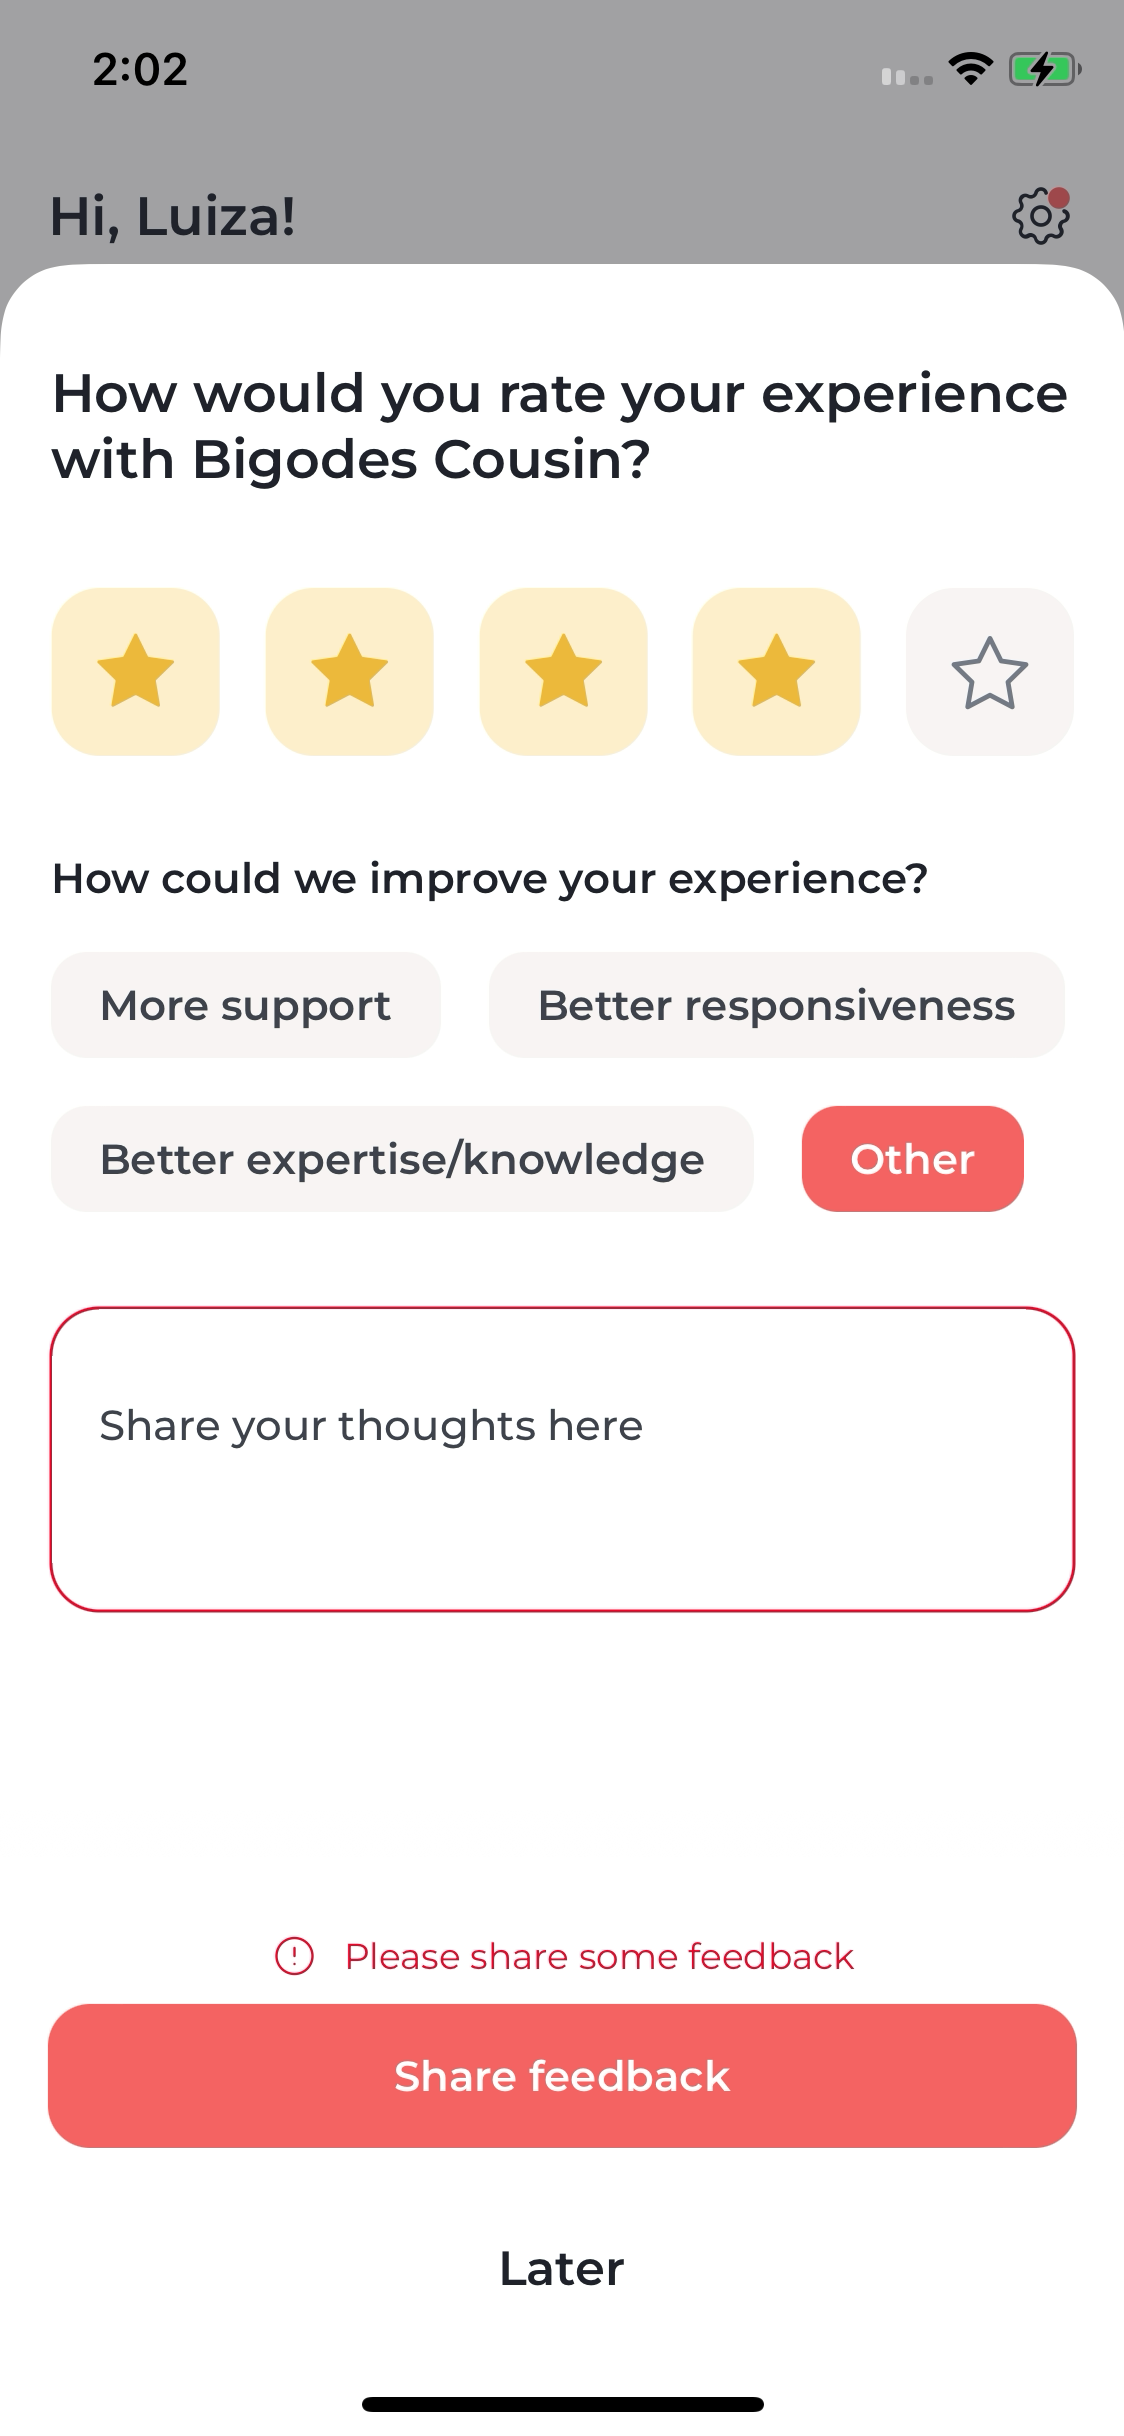 2:02
Hi, Luiza!
How would you rate your experience
with Bigodes Cousin?
How could we improve your experience?
More support
Better responsiveness
Better expertise/knowledge
Other
Share your thoughts here
Please share some feedback
Share feedback
Later